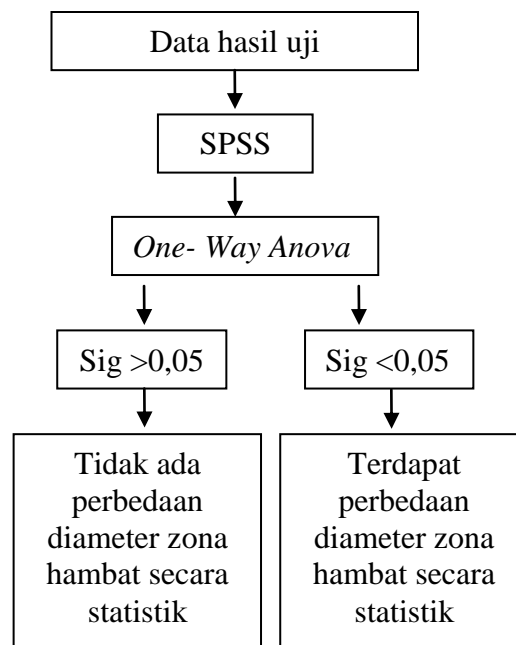 Data hasil uji
SPSS
One- Way Anova
Sig >0,05
Sig <0,05
Tidak ada
perbedaan
diameter zona
hambat secara
statistik
Terdapat
perbedaan
diameter zona
hambat secara
statistik